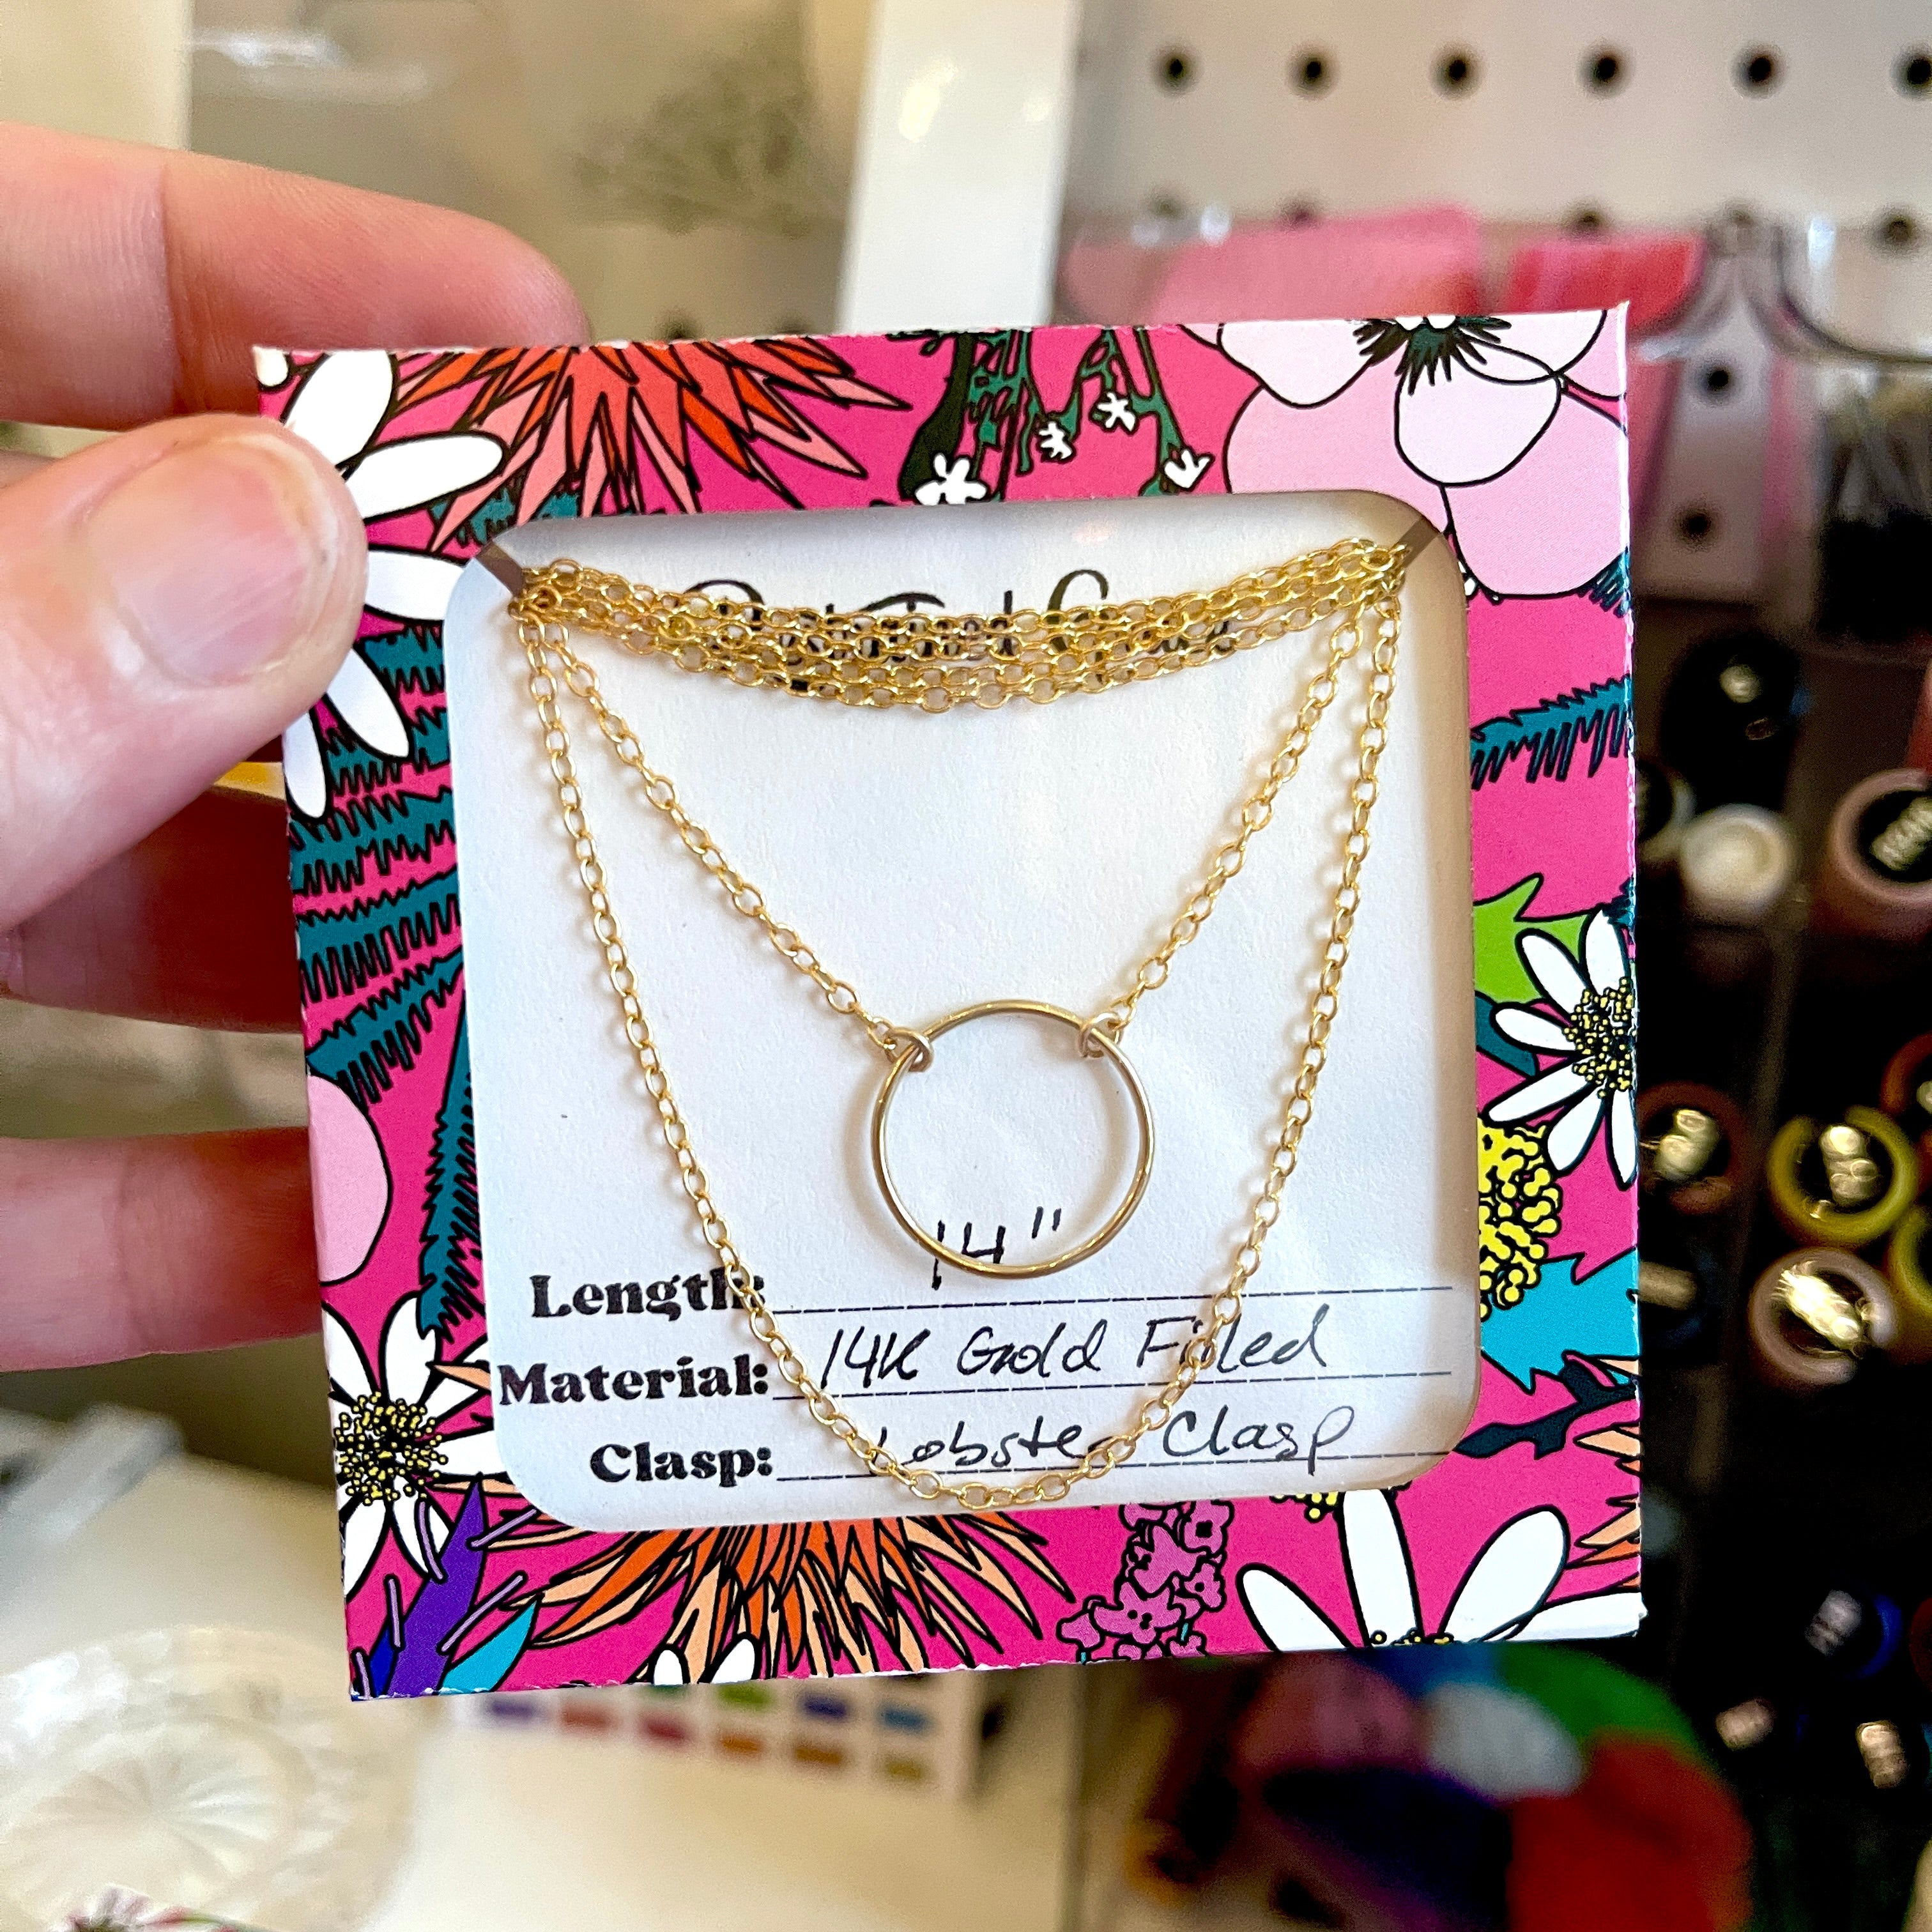 Length: 14"
Material: 14K Gold Filled
Clasp: Lobster Clasp